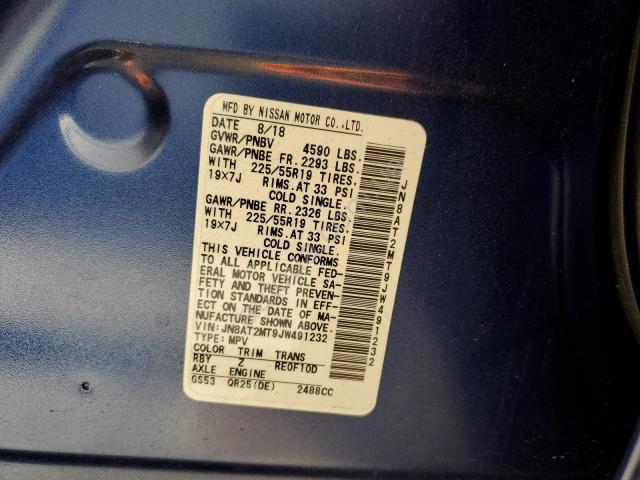 MFD BY NISSAN MOTOR CO.,LTD.
DATE 8/18
GVWR/PNBV 4590 LBS.
GAWR/PNBE FR. 2293 LBS.
WITH 225/55R19 TIRES.
19X7J RIMS.AT 33 PSI
COLD SINGLE.
GAWR/PNBE RR. 2326 LBS.
WITH 225/55R19 TIRES.
19X7J RIMS.AT 33 PSI
COLD SINGLE.
THIS VEHICLE CONFORMS
TO ALL APPLICABLE FED-
ERAL MOTOR VEHICLE SA-
FETY AND THEFT PREVEN-
TION STANDARDS IN EFF-
ECT ON THE DATE OF MA-
NUFACTURE SHOWN ABOVE.
VIN: JN8AT2MT9JW491232
TYPE: MPV
COLOR TRIM TRANS
RBY Z RE0F10D
AXLE ENGINE
GS53 QR25(DE) 2488CC
JN8AT2MT9JW491232